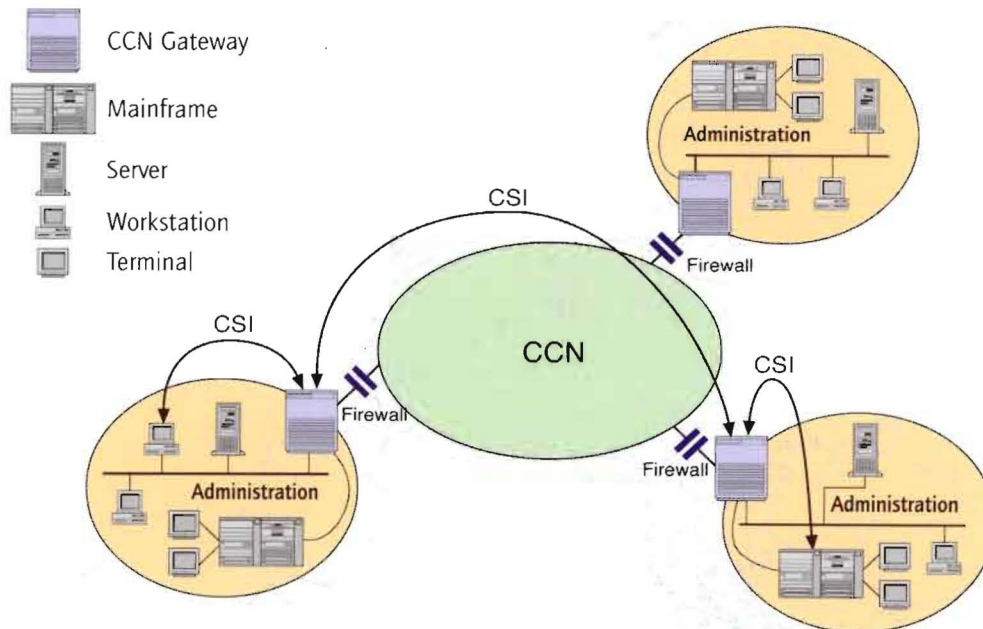 CCN Gateway
Mainframe
Server
Workstation
Terminal
Administration
CSI
Firewall
CCN
CSI
Firewall
CSI
Firewall
Administration
Administration